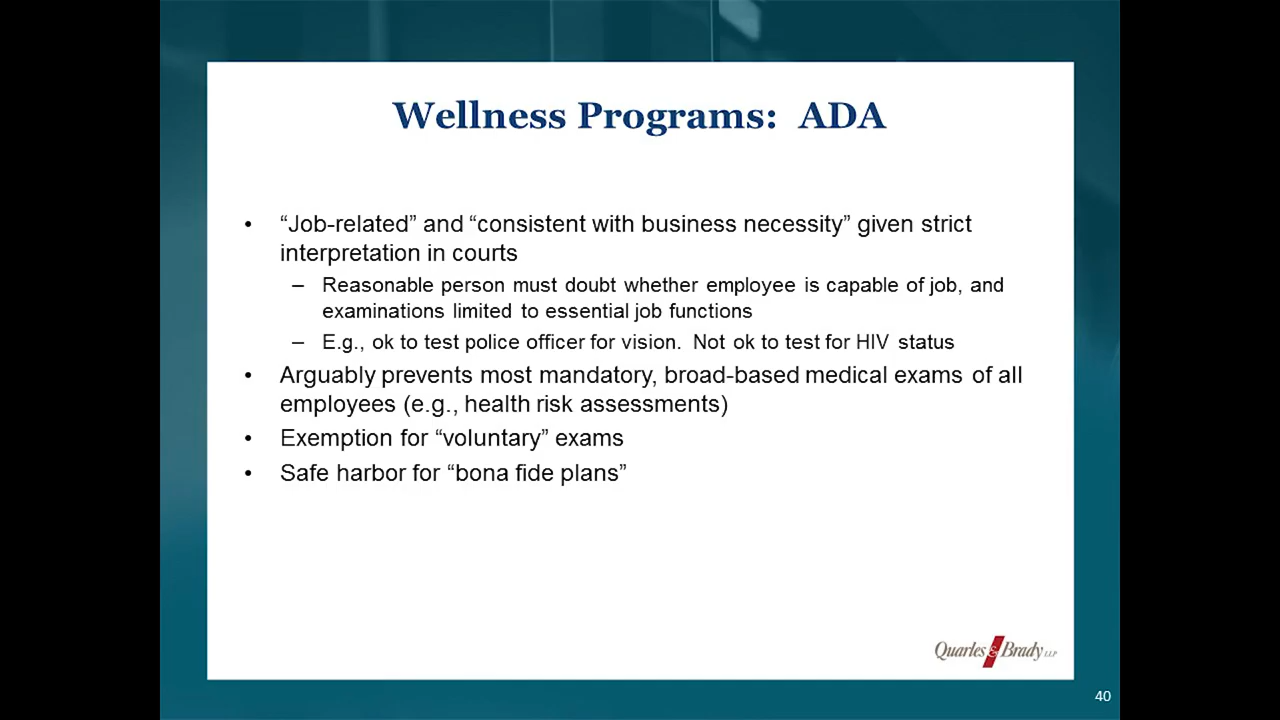 Wellness Programs:  ADA
• “Job-related” and “consistent with business necessity” given strict
interpretation in courts
– Reasonable person must doubt whether employee is capable of job, and
examinations limited to essential job functions
– E.g., ok to test police officer for vision.  Not ok to test for HIV status
• Arguably prevents most mandatory, broad-based medical exams of all
employees (e.g., health risk assessments)
• Exemption for “voluntary” exams
• Safe harbor for “bona fide plans”
Quarles & Brady LLP
40